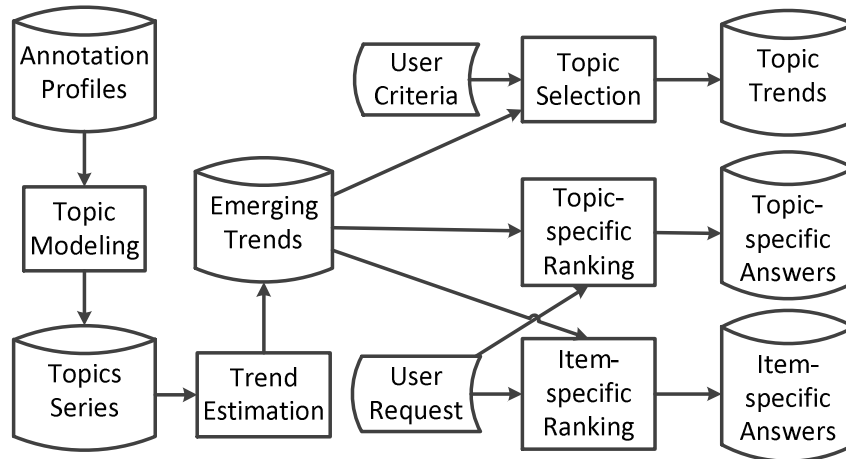 Annotation
Profiles
Topic
Modeling
Topics
Series
Trend
Estimation
Emerging
Trends
User
Criteria
Topic
Selection
Topic
Trends
Topic-
specific
Ranking
Topic-
specific
Answers
User
Request
Item-
specific
Ranking
Item-
specific
Answers